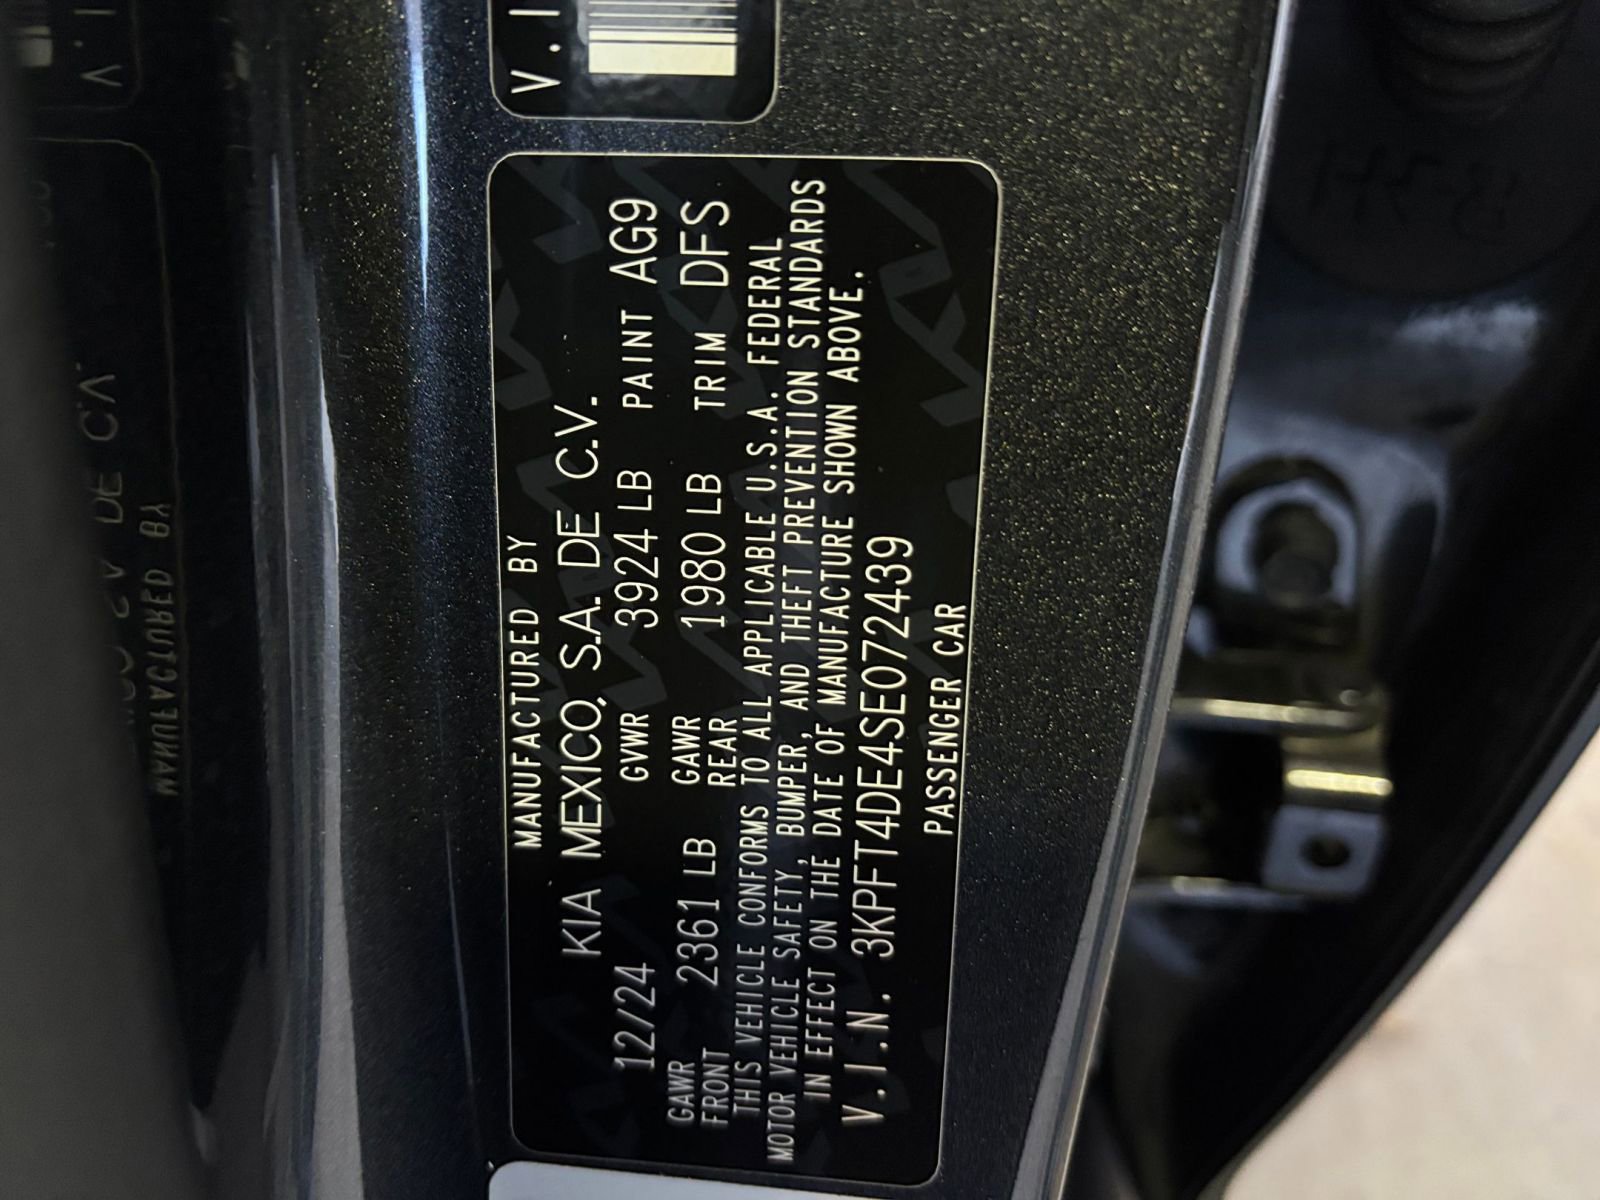 V.I
MANUFACTURED BY
KIA MEXICO, S.A. DE C.V.
12/24 GVWR 3924 LB PAINT AG9
GAWR FRONT 2361 LB GAWR REAR 1980 LB TRIM DFS
THIS VEHICLE CONFORMS TO ALL APPLICABLE U.S.A. FEDERAL
MOTOR VEHICLE SAFETY, BUMPER, AND THEFT PREVENTION STANDARDS
IN EFFECT ON THE DATE OF MANUFACTURE SHOWN ABOVE.
V.I.N. 3KPFT4DE4SE072439
PASSENGER CAR